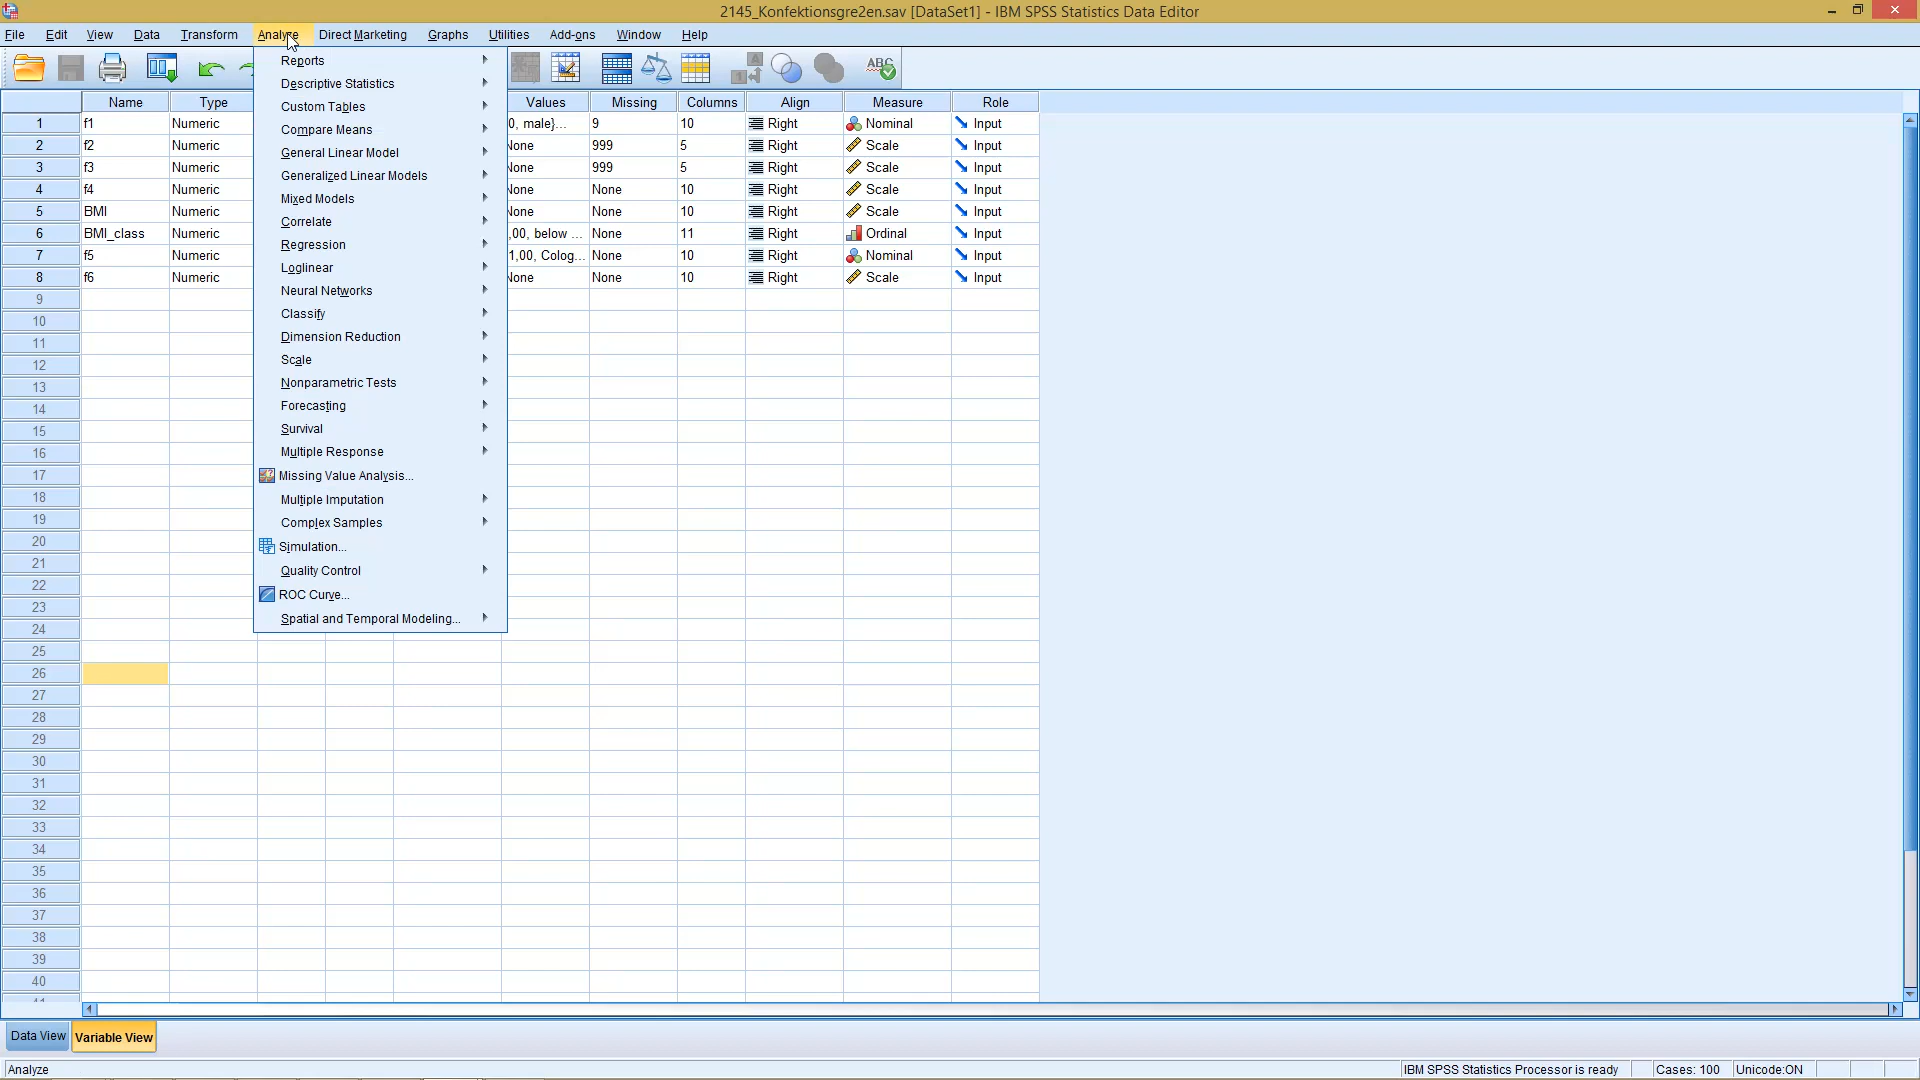 2145_Konfektionsgre2en.sav [DataSet1] - IBM SPSS Statistics Data Editor
File Edit View Data Transform Analyze Direct Marketing Graphs Utilities Add-ons Window Help
Reports
Descriptive Statistics
Custom Tables
Compare Means
General Linear Model
Generalized Linear Models
Mixed Models
Correlate
Regression
Loglinear
Neural Networks
Classify
Dimension Reduction
Scale
Nonparametric Tests
Forecasting
Survival
Multiple Response
Missing Value Analysis...
Multiple Imputation
Complex Samples
Simulation...
Quality Control
ROC Curve...
Spatial and Temporal Modeling...
A
A
ABC
Name Type Values Missing Columns Align Measure Role
1 f1 Numeric 0, male}... 9 10 Right Nominal Input
2 f2 Numeric None 999 5 Right Scale Input
3 f3 Numeric None 999 5 Right Scale Input
4 f4 Numeric None None 10 Right Scale Input
5 BMI Numeric None None 10 Right Scale Input
6 BMI_class Numeric ,00, below ... None 11 Right Ordinal Input
7 f5 Numeric 1,00, Colog... None 10 Right Nominal Input
8 f6 Numeric None None 10 Right Scale Input
9
10
11
12
13
14
15
16
17
18
19
20
21
22
23
24
25
26
27
28
29
30
31
32
33
34
35
36
37
38
39
40
Data View Variable View
Analyze IBM SPSS Statistics Processor is ready Cases: 100 Unicode:ON